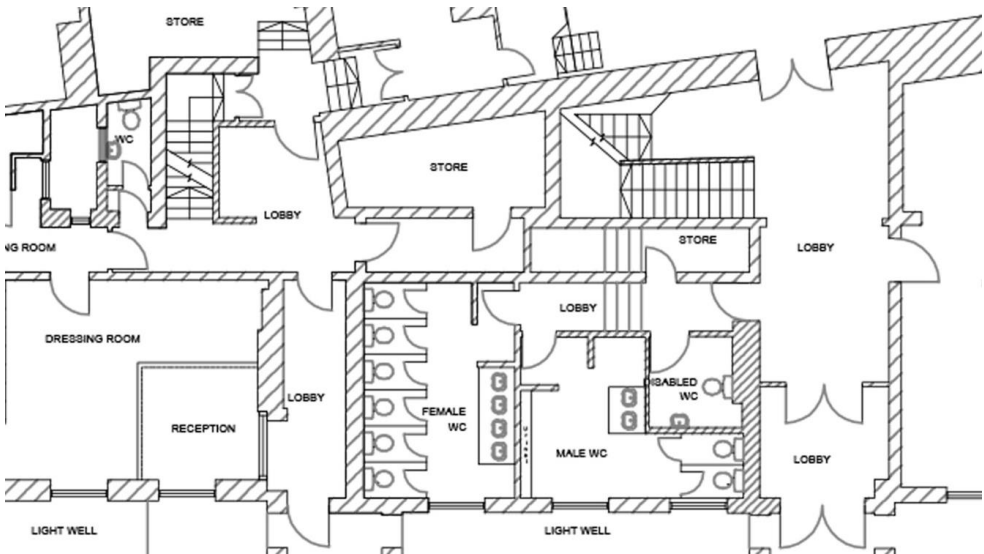 STORE
WC
STORE
LOBBY
STORE
LOBBY
NG ROOM
LOBBY
DRESSING ROOM
DISABLED
WC
LOBBY
FEMALE
WC
RECEPTION
MALE WC
LOBBY
LIGHT WELL
LIGHT WELL